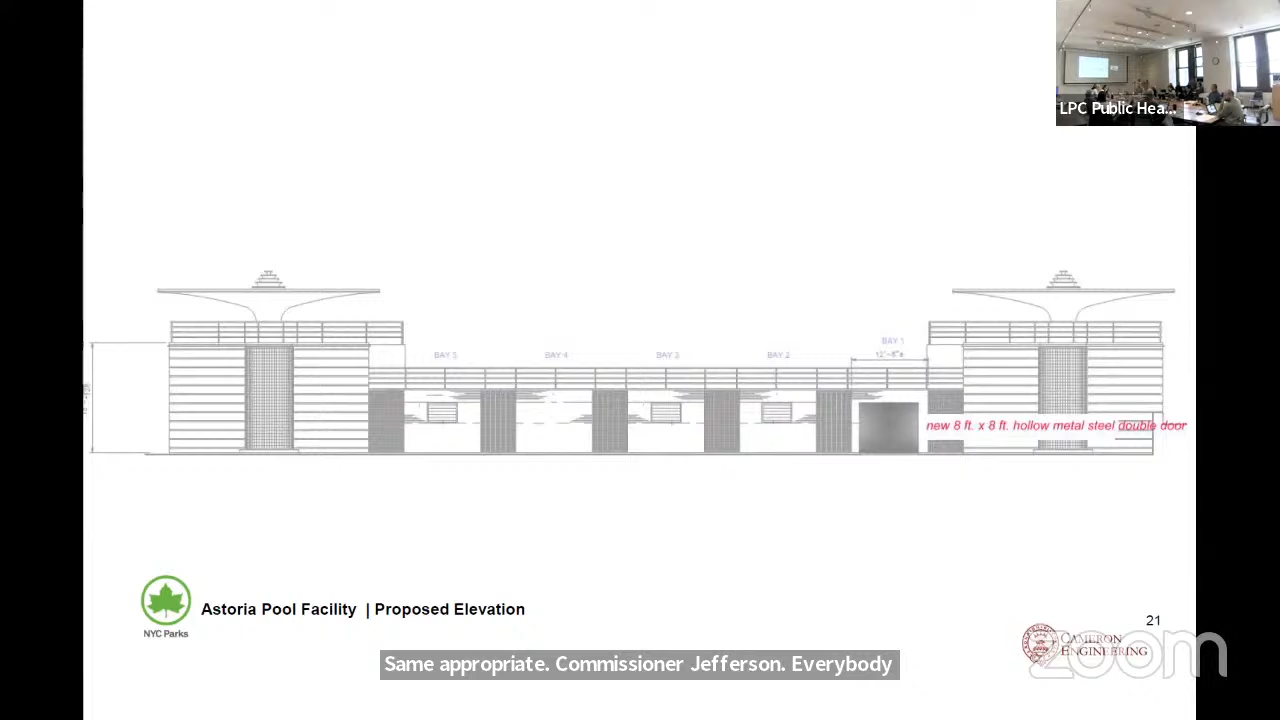 LPC Public Hea...
BAY 5
BAY 4
BAY 3
BAY 2
BAY 1
new 8 ft. x 8 ft. hollow metal steel double door
NYC Parks
Astoria Pool Facility | Proposed Elevation
21
CAMERON
ENGINEERING
zoom
Same appropriate. Commissioner Jefferson. Everybody